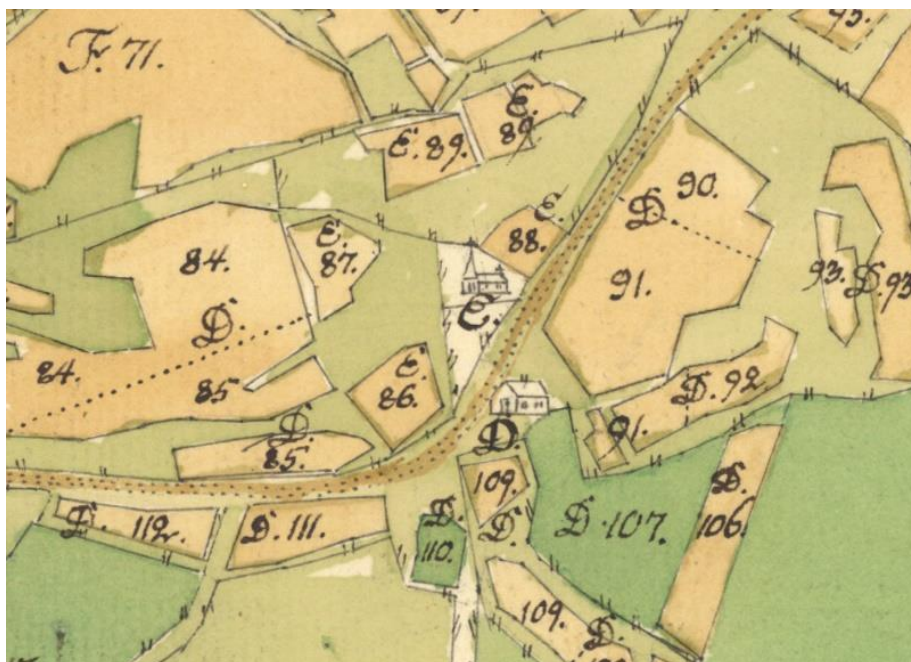 F. 71.
93.
E. 89.
E. 89.
90.
D.
E. 88.
E. 87.
84.
D.
91.
93. D. 93
E.
84.
85
E 86.
D. 92
D. 85.
91.
D.
109.
D.
D. 106.
D. 112.
D. 111.
D. 110.
D. 107.
109.
D.